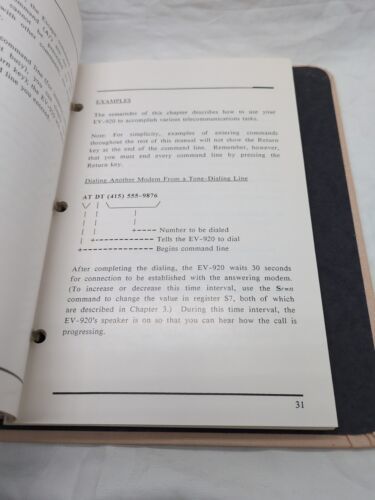 EXAMPLES
The remainder of this chapter describes how to use your
EV-920 to accomplish various telecommunications tasks.
Note: For simplicity, examples of entering commands
throughout the rest of this manual will not show the Return
key at the end of the command line. Remember, however,
that you must end every command line by pressing the
Return key.
Dialing Another Modem From a Tone-Dialing Line
AT DT (415) 555-9876
Number to be dialed
Tells the EV-920 to dial
Begins command line
After completing the dialing, the EV-920 waits 30 seconds
for connection to be established with the answering modem.
(To increase or decrease this time interval, use the Sr=n
command to change the value in register S7, both of which
are described in Chapter 3.) During this time interval, the
EV-920's speaker is on so that you can hear how the call is
progressing.
31